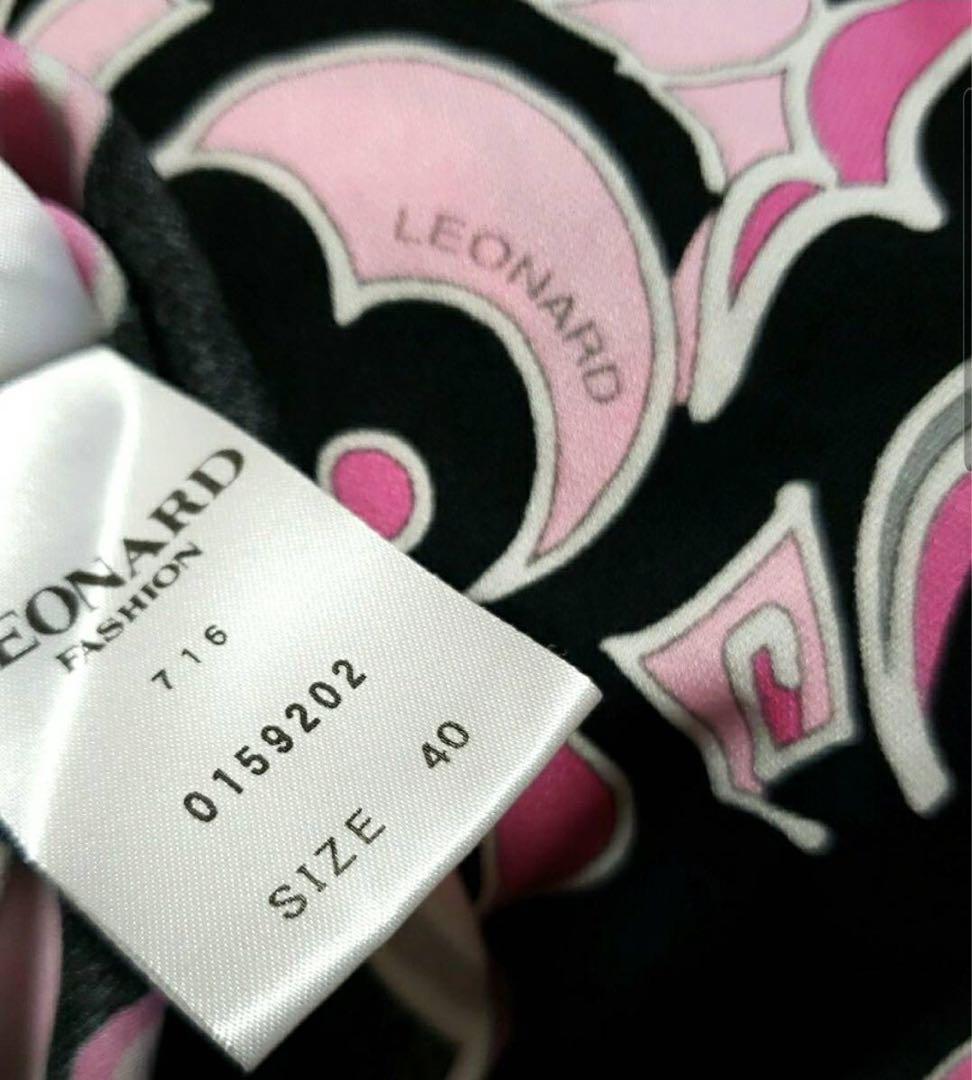 LEONARD
EONARD
FASHION
716
0159202
SIZE 40